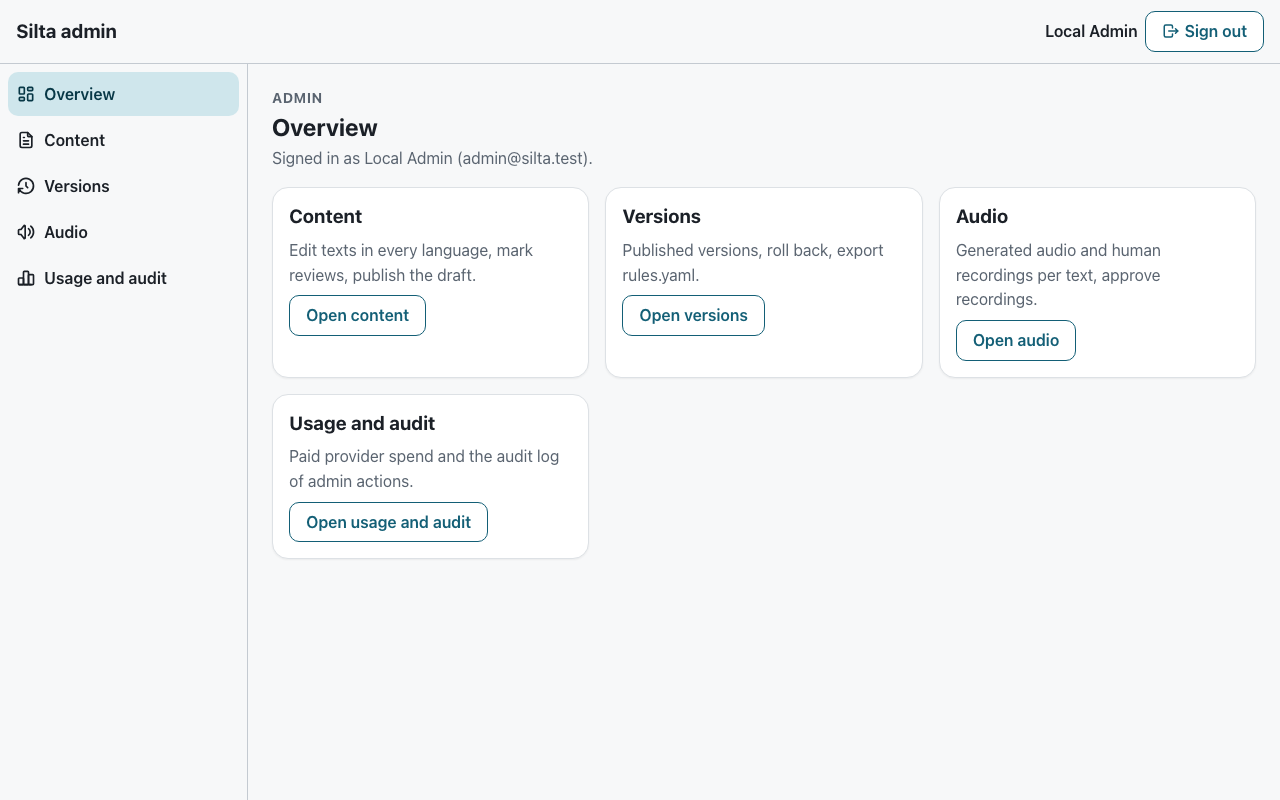 Silta admin
Local Admin
Sign out
Overview
Content
Versions
Audio
Usage and audit
ADMIN
Overview
Signed in as Local Admin (admin@silta.test).
Content
Edit texts in every language, mark
reviews, publish the draft.
Open content
Versions
Published versions, roll back, export
rules.yaml.
Open versions
Audio
Generated audio and human
recordings per text, approve
recordings.
Open audio
Usage and audit
Paid provider spend and the audit log
of admin actions.
Open usage and audit